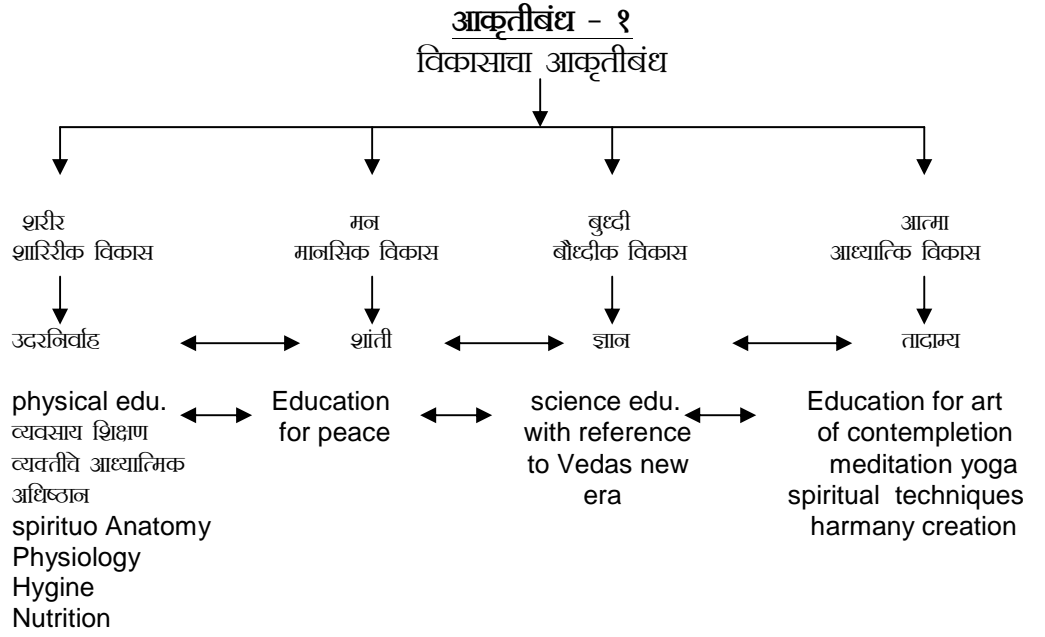 आकृतीबंध - १
विकासाचा आकृतीबंध
शरीर
शारिरीक विकास
मन
मानसिक विकास
बुध्दी
बौध्दीक विकास
आत्मा
आध्यात्कि विकास
उदरनिर्वाह
शांती
ज्ञान
तादाम्य
physical edu.
व्यवसाय शिक्षण
व्यक्तीचे आध्यात्मिक
अधिष्ठान
spirituo Anatomy
Physiology
Hygine
Nutrition
Education
for peace
science edu.
with reference
to Vedas new
era
Education for art
of contempletion
meditation yoga
spiritual techniques
harmany creation